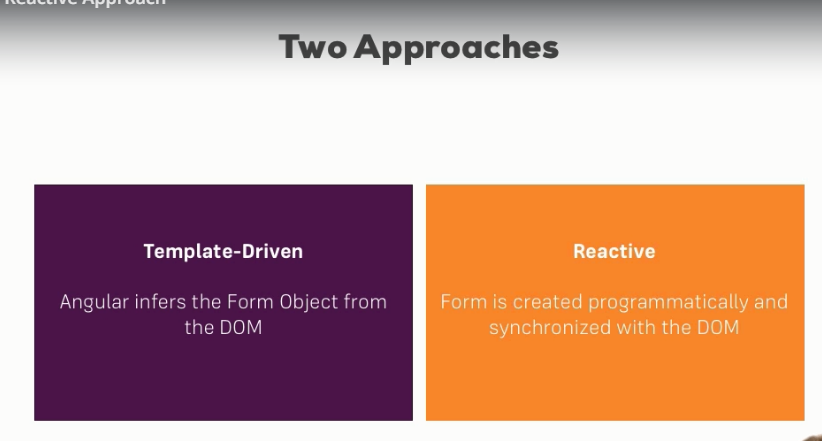 Reactive Approach
Two Approaches
Template-Driven
Angular infers the Form Object from
the DOM
Reactive
Form is created programmatically and
synchronized with the DOM